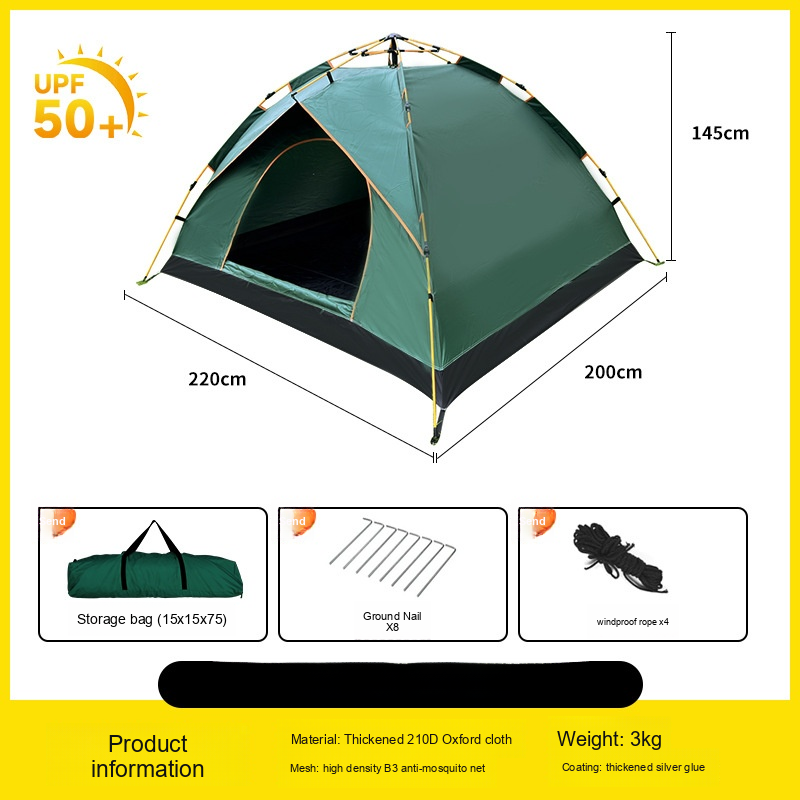 UPF
50+
145cm
220cm
200cm
Storage bag (15x15x75)
Ground Nail
X8
windproof rope x4
Product
information
Material: Thickened 210D Oxford cloth
Mesh: high density B3 anti-mosquito net
Weight: 3kg
Coating: thickened silver glue